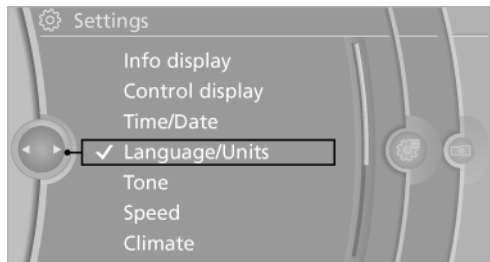 Settings
Info display
Control display
Time/Date
Language/Units
Tone
Speed
Climate